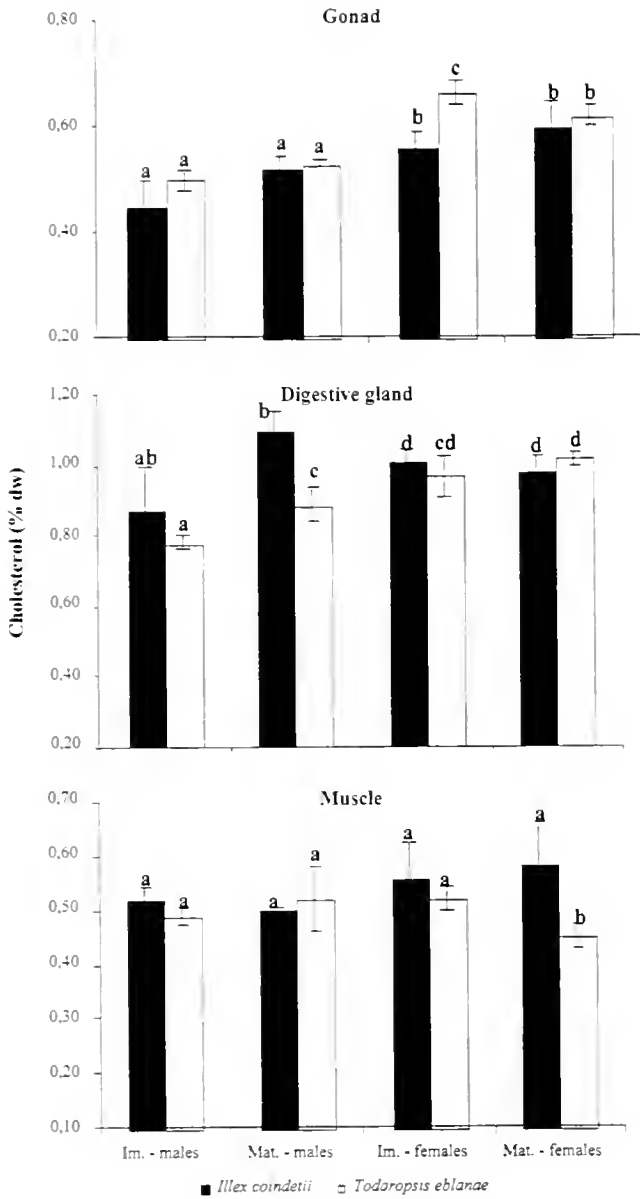 Gonad
0,80
0,60
0,40
0,20
a a a a b c b b
Digestive gland
1,20
1,00
0,80
0,60
0,40
0,20
ab a b c d cd d d
Cholesterol (% dw)
Muscle
0,70
0,60
0,50
0,40
0,30
0,20
0,10
a a a a a a a b
Im. - males Mat. - males Im. - females Mat. - females
Illex coindetii Todaropsis eblanae